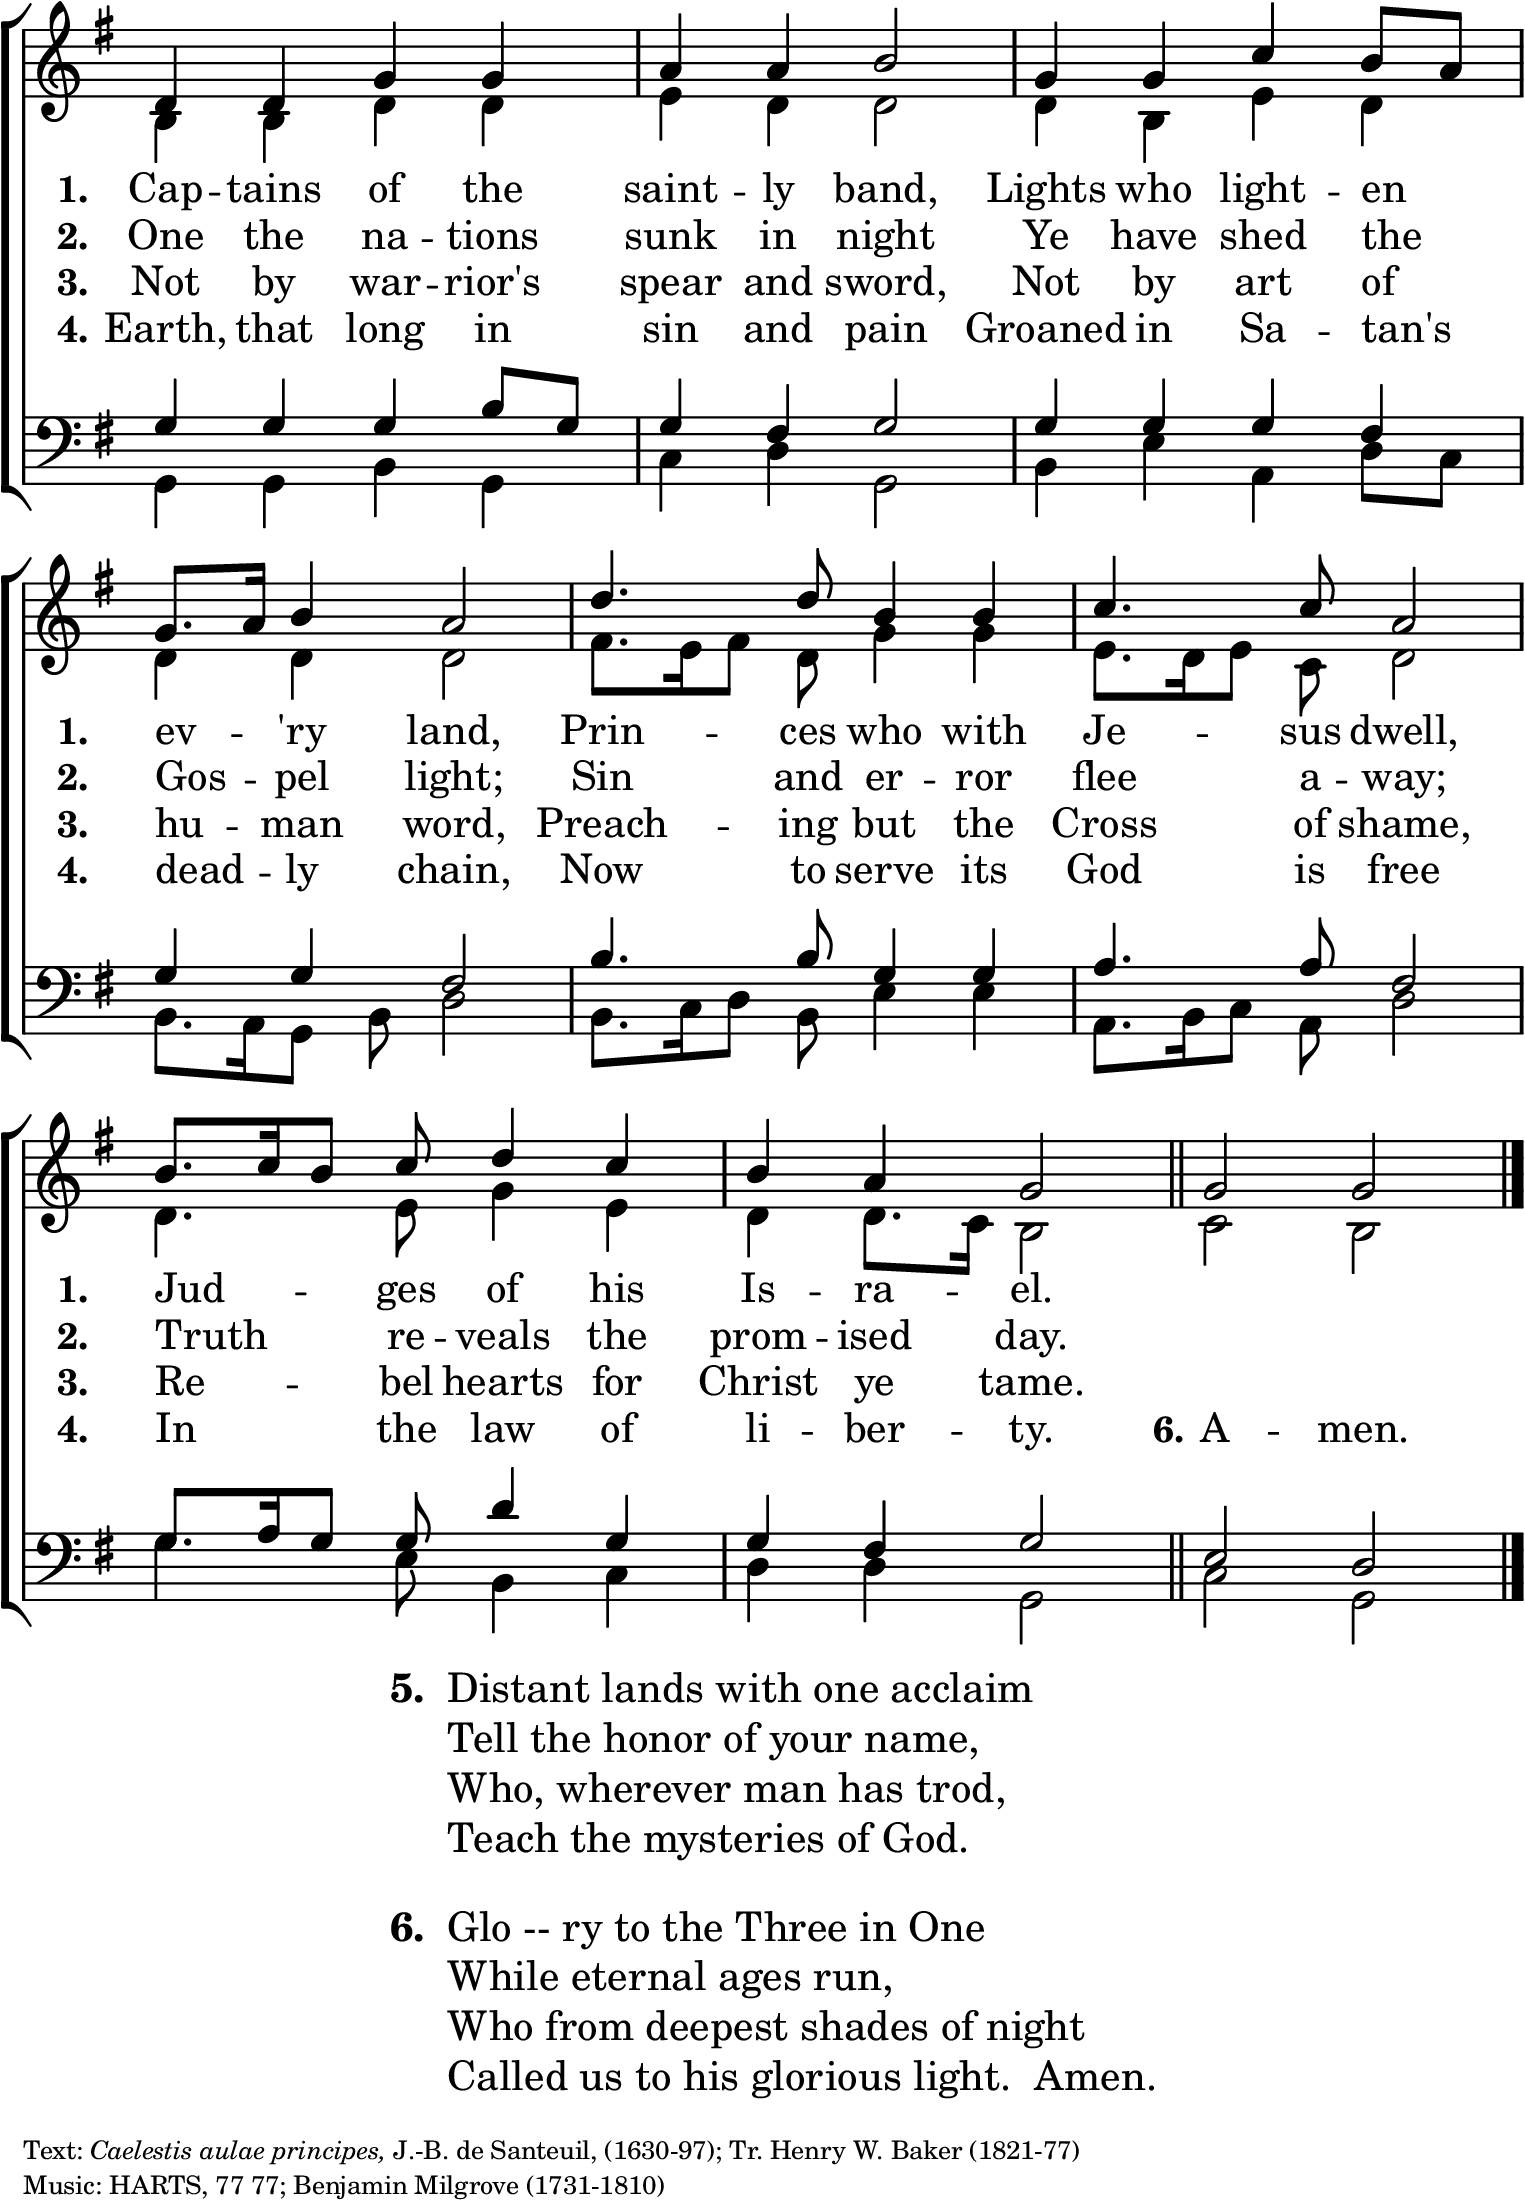 1. Cap -- tains of the saint -- ly band, Lights who light -- en
2. One the na -- tions sunk in night Ye have shed the
3. Not by war -- rior's spear and sword, Not by art of
4. Earth, that long in sin and pain Groaned in Sa -- tan's
1. ev -- 'ry land, Prin -- ces who with Je -- sus dwell,
2. Gos -- pel light; Sin and er -- ror flee a -- way;
3. hu -- man word, Preach -- ing but the Cross of shame,
4. dead -- ly chain, Now to serve its God is free
1. Jud -- ges of his Is -- ra -- el.
2. Truth re -- veals the prom -- ised day.
3. Re -- bel hearts for Christ ye tame.
4. In the law of li -- ber -- ty. 6. A -- men.
5. Distant lands with one acclaim
Tell the honor of your name,
Who, wherever man has trod,
Teach the mysteries of God.
6. Glo -- ry to the Three in One
While eternal ages run,
Who from deepest shades of night
Called us to his glorious light. Amen.
Text: Caelestis aulae principes, J.-B. de Santeuil, (1630-97); Tr. Henry W. Baker (1821-77)
Music: HARTS, 77 77; Benjamin Milgrove (1731-1810)